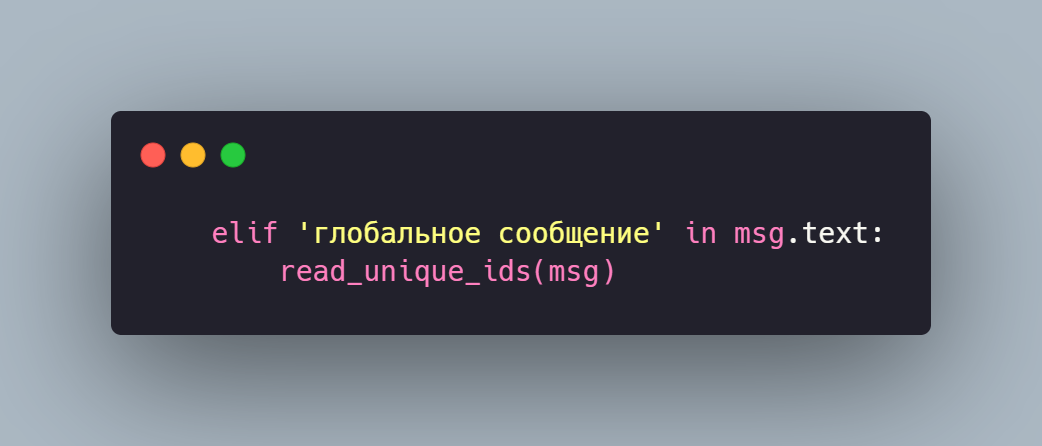 elif 'глобальное сообщение' in msg.text:
    read_unique_ids(msg)